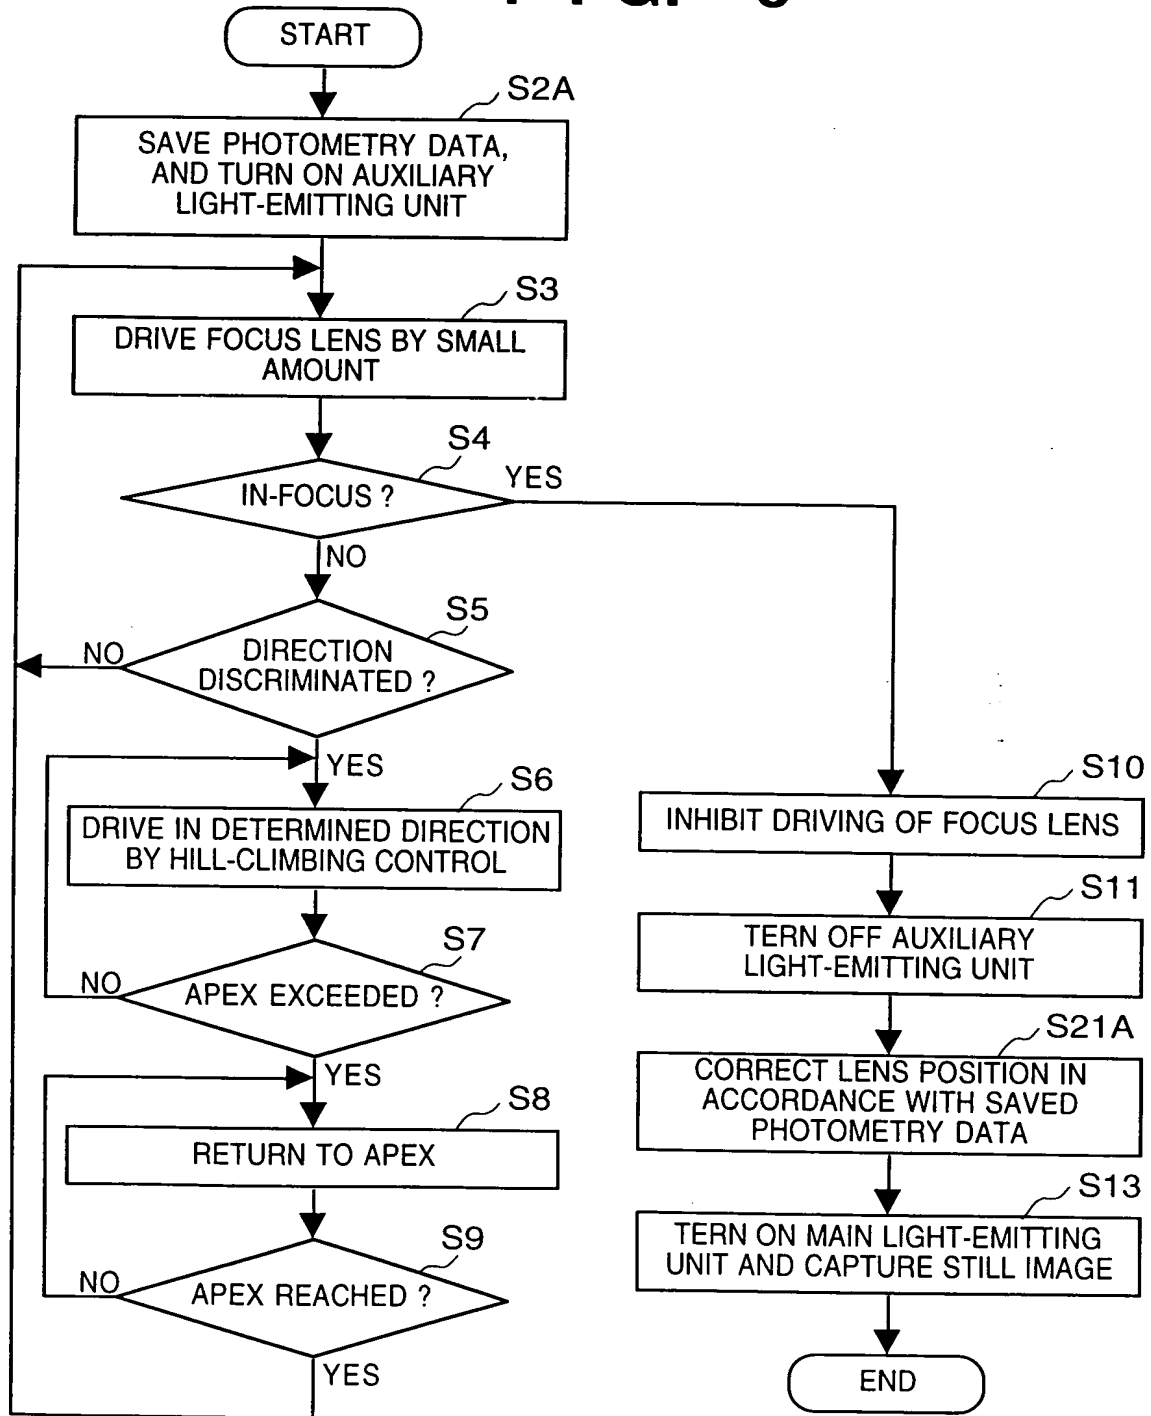 START
S2A
SAVE PHOTOMETRY DATA,
AND TURN ON AUXILIARY
LIGHT-EMITTING UNIT
S3
DRIVE FOCUS LENS BY SMALL
AMOUNT
S4
IN-FOCUS ?
YES
NO
S5
DIRECTION
DISCRIMINATED ?
NO
YES
S6
DRIVE IN DETERMINED DIRECTION
BY HILL-CLIMBING CONTROL
S7
APEX EXCEEDED ?
NO
YES
S8
RETURN TO APEX
S9
APEX REACHED ?
NO
YES
S10
INHIBIT DRIVING OF FOCUS LENS
S11
TERN OFF AUXILIARY
LIGHT-EMITTING UNIT
S21A
CORRECT LENS POSITION IN
ACCORDANCE WITH SAVED
PHOTOMETRY DATA
S13
TERN ON MAIN LIGHT-EMITTING
UNIT AND CAPTURE STILL IMAGE
END